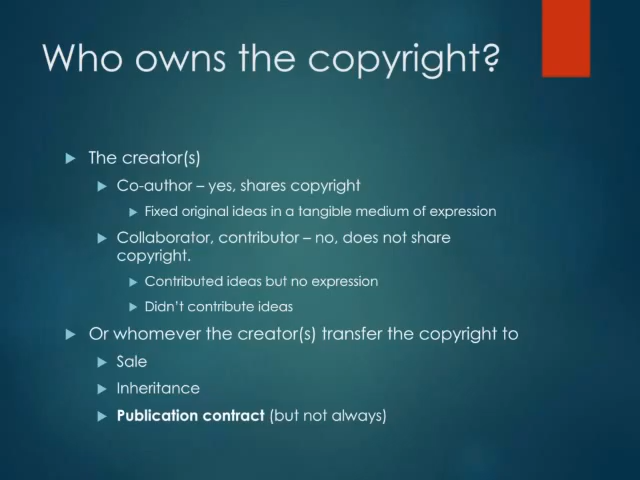 Who owns the copyright?
The creator(s)
Co-author – yes, shares copyright
Fixed original ideas in a tangible medium of expression
Collaborator, contributor – no, does not share
copyright.
Contributed ideas but no expression
Didn't contribute ideas
Or whomever the creator(s) transfer the copyright to
Sale
Inheritance
Publication contract (but not always)